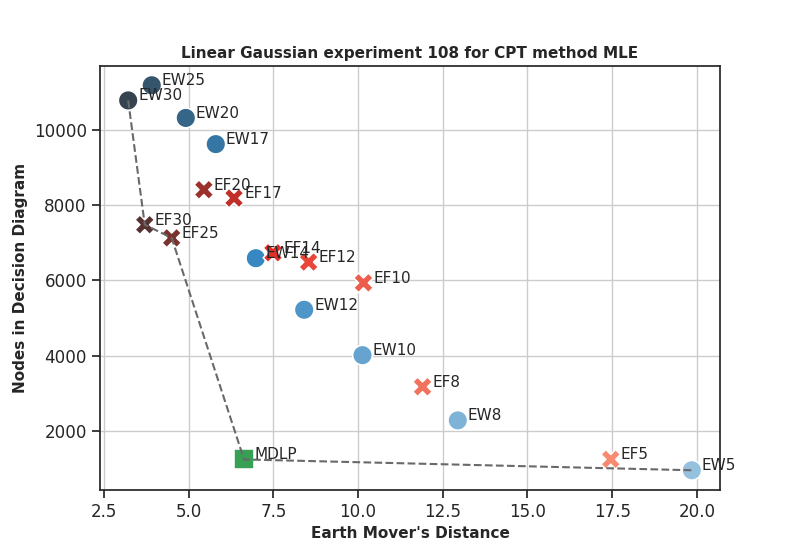 Linear Gaussian experiment 108 for CPT method MLE
Nodes in Decision Diagram
10000
8000
6000
4000
2000
EW25
EW30
EW20
EW17
EF20
EF17
EF30
EF25
EF14
EW14
EF12
EF10
EW12
EW10
EF8
EW8
MDLP
EF5
EW5
2.5 5.0 7.5 10.0 12.5 15.0 17.5 20.0
Earth Mover's Distance